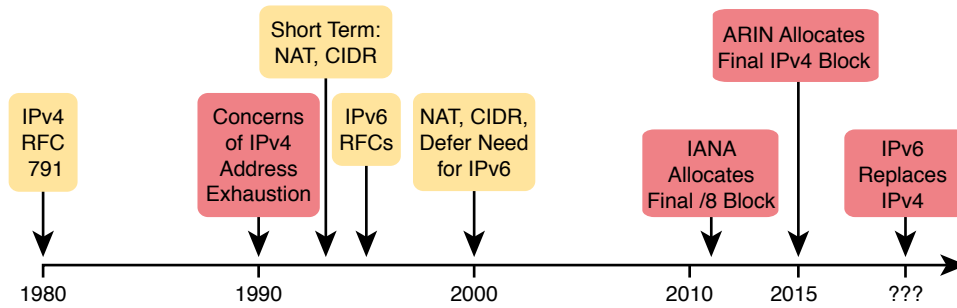 Short Term:
NAT, CIDR
ARIN Allocates
Final IPv4 Block
IPv4
RFC
791
Concerns
of IPv4
Address
Exhaustion
IPv6
RFCs
NAT, CIDR,
Defer Need
for IPv6
IANA
Allocates
Final /8 Block
IPv6
Replaces
IPv4
1980
1990
2000
2010
2015
???